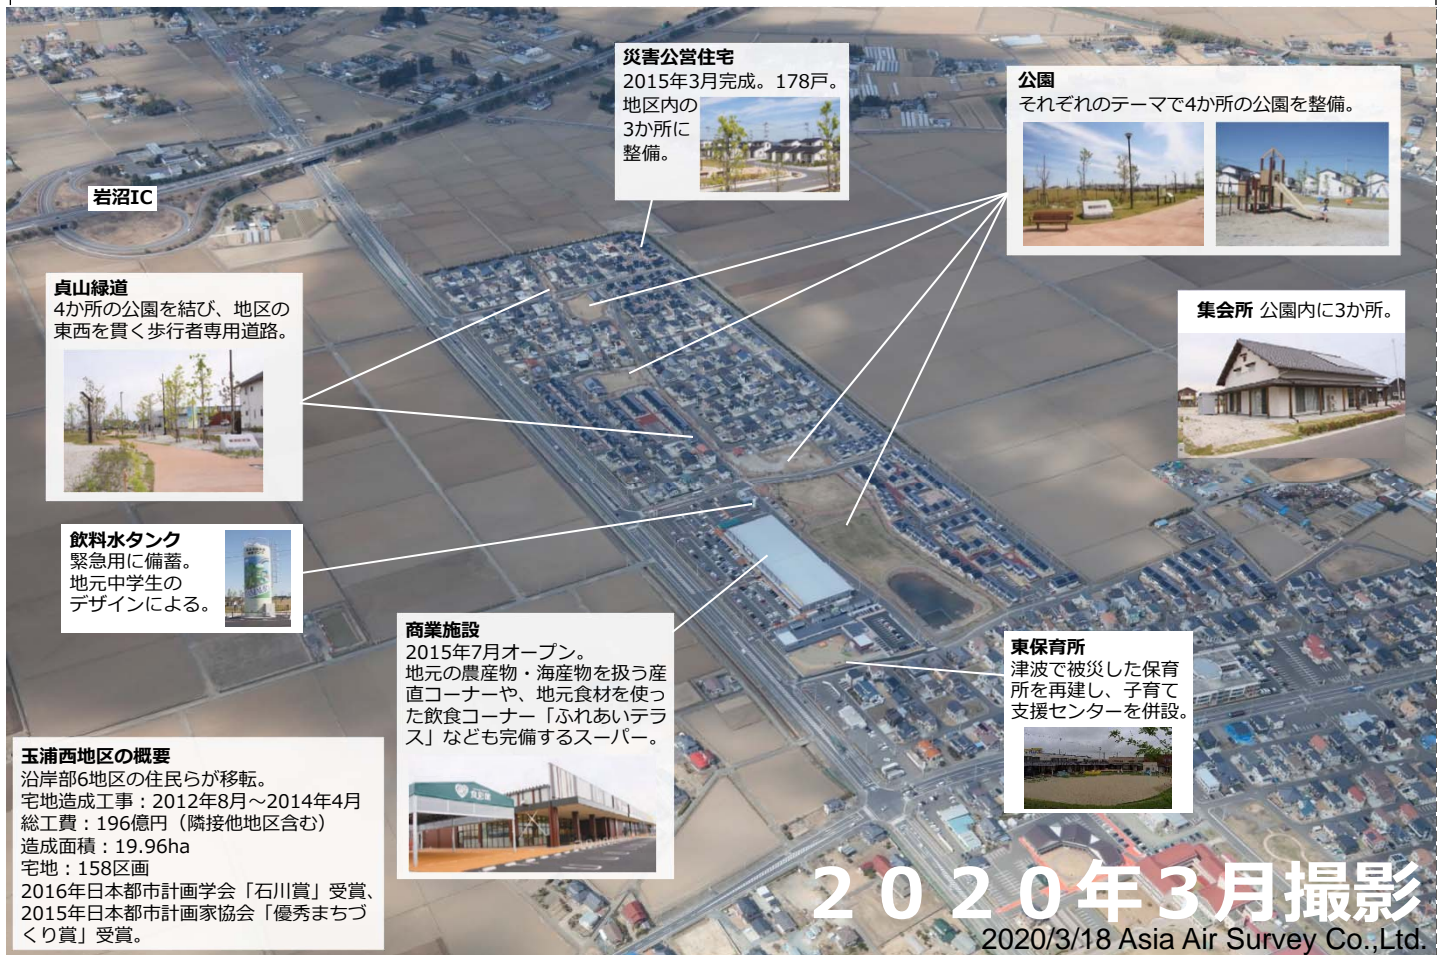 災害公営住宅
2015年3月完成。178戸。
地区内の
3か所に
整備。
公園
それぞれのテーマで4か所の公園を整備。
岩沼IC
貞山緑道
4か所の公園を結び、地区の
東西を貫く歩行者専用道路。
集会所 公園内に3か所。
飲料水タンク
緊急用に備蓄。
地元中学生の
デザインによる。
商業施設
2015年7月オープン。
地元の農産物・海産物を扱う産
直コーナーや、地元食材を使っ
た飲食コーナー「ふれあいテラ
ス」なども完備するスーパー。
東保育所
津波で被災した保育
所を再建し、子育て
支援センターを併設。
玉浦西地区の概要
沿岸部6地区の住民らが移転。
宅地造成工事：2012年8月～2014年4月
総工費：196億円（隣接他地区含む）
造成面積：19.96ha
宅地：158区画
2016年日本都市計画学会「石川賞」受賞、
2015年日本都市計画家協会「優秀まちづ
くり賞」受賞。
２０２０年３月撮影
2020/3/18 Asia Air Survey Co.,Ltd.